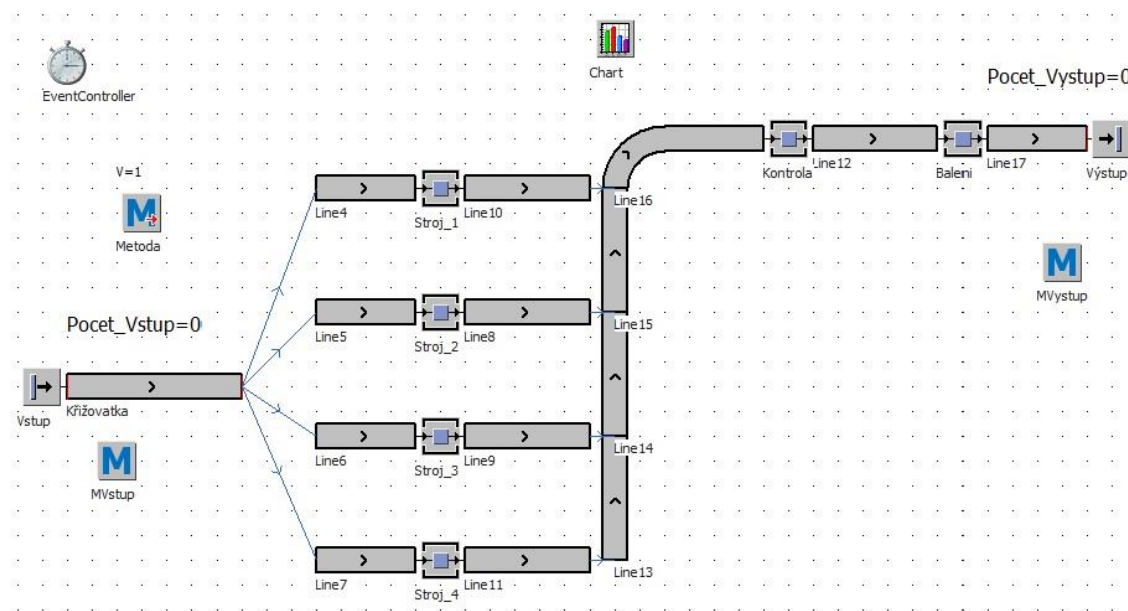 Chart
EventController
Pocet_Vystup=0
Kontrola
Line12
Baleni
Line17
Výstup
V=1
M
Metoda
Line4
Stroj_1
Line10
Line16
M
MVystup
Pocet_Vstup=0
Line5
Stroj_2
Line8
Line15
Vstup
Křižovatka
M
MVstup
Line6
Stroj_3
Line9
Line14
Line7
Stroj_4
Line11
Line13